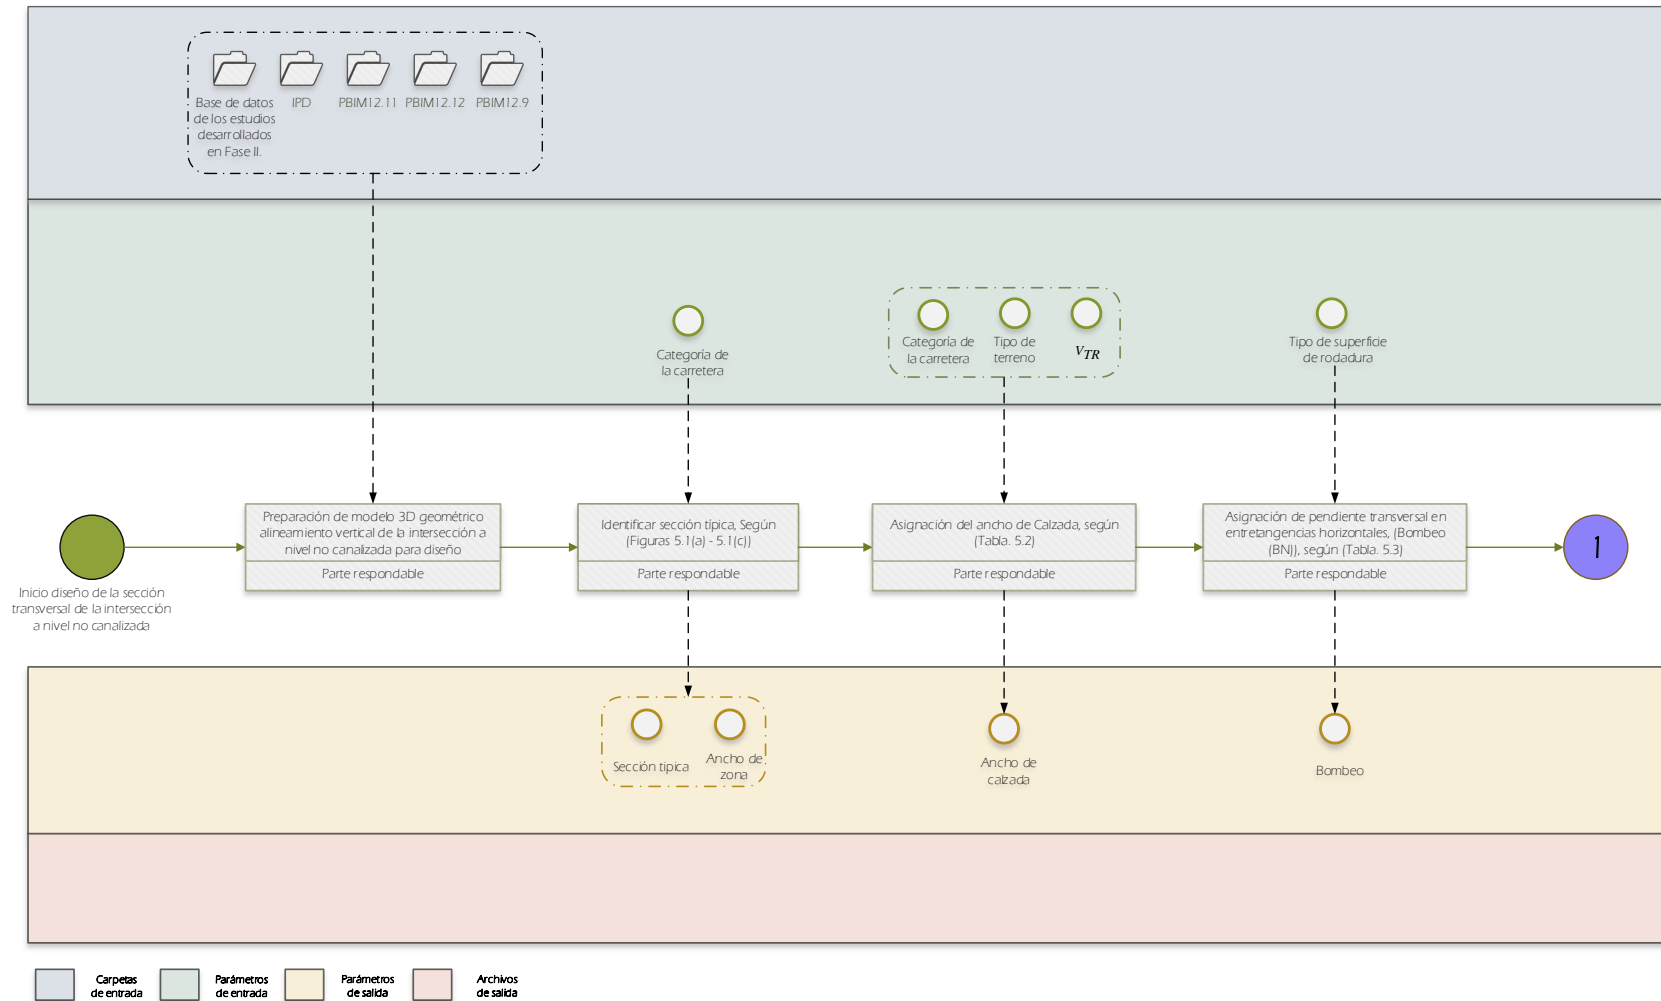 Base de datos
de los estudios
desarrollados
en Fase II.
IPD
PBIM12.11
PBIM12.12
PBIM12.9
Categoría de
la carretera
Categoría de
la carretera
Tipo de
terreno
V_TR
Tipo de superficie
de rodadura
Inicio diseño de la sección
transversal de la intersección
a nivel no canalizada
Preparación de modelo 3D geométrico
alineamiento vertical de la intersección a
nivel no canalizada para diseño
Parte respondable
Identificar sección típica, Según
(Figuras 5.1(a) - 5.1(c))
Parte respondable
Asignación del ancho de Calzada, según
(Tabla. 5.2)
Parte respondable
Asignación de pendiente transversal en
entretangencias horizontales, (Bombeo
(BN)), según (Tabla. 5.3)
Parte respondable
1
Sección tipica
Ancho de
zona
Ancho de
calzada
Bombeo
Carpetas
de entrada
Parámetros
de entrada
Parámetros
de salida
Archivos
de salida